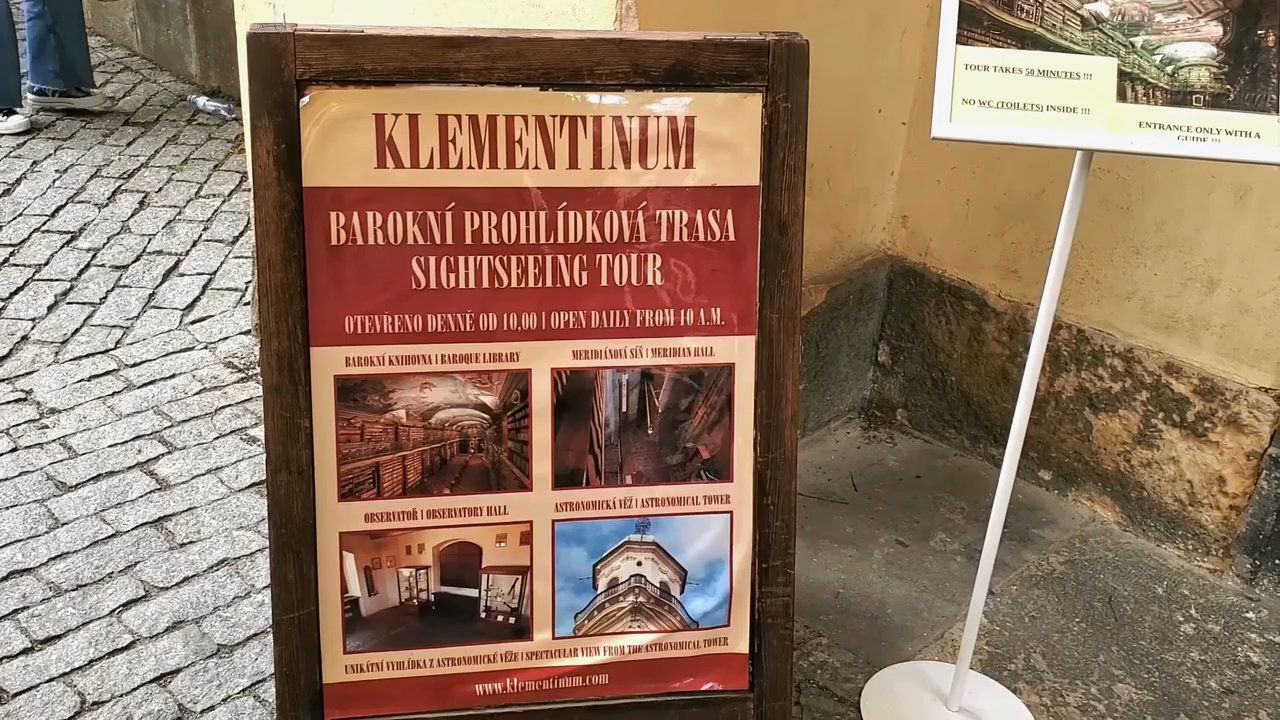 KLEMENTINUM
BAROKNÍ PROHLÍDKOVÁ TRASA
SIGHTSEEING TOUR
OTEVŘENO DENNĚ OD 10,00 | OPEN DAILY FROM 10 A.M.
BAROKNÍ KNIHOVNA | BAROQUE LIBRARY
MERIDIÁNOVÁ SÍŇ | MERIDIAN HALL
OBSERVATOŘ | OBSERVATORY HALL
ASTRONOMICKÁ VĚŽ | ASTRONOMICAL TOWER
UNIKÁTNÍ VYHLÍDKA Z ASTRONOMICKÉ VĚŽE | SPECTACULAR VIEW FROM THE ASTRONOMICAL TOWER
www.klementinum.com
TOUR TAKES 50 MINUTES !!!
NO WC (TOILETS) INSIDE !!!
ENTRANCE ONLY WITH A
GUIDE !!!